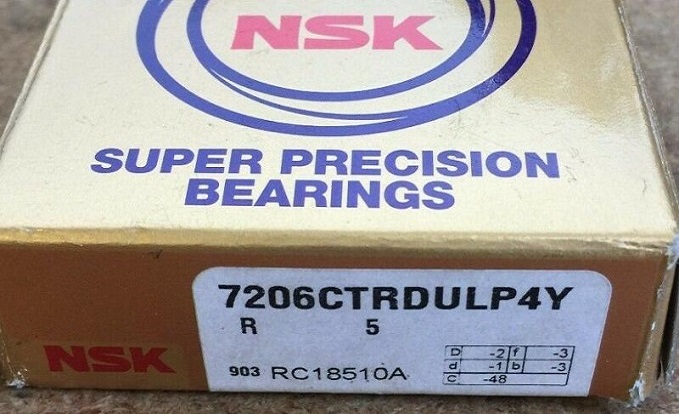 NSK
SUPER PRECISION
BEARINGS
7206CTRDULP4Y
R 5
NSK
903 RC18510A
D -2 f -3
d -1 b -3
C -48